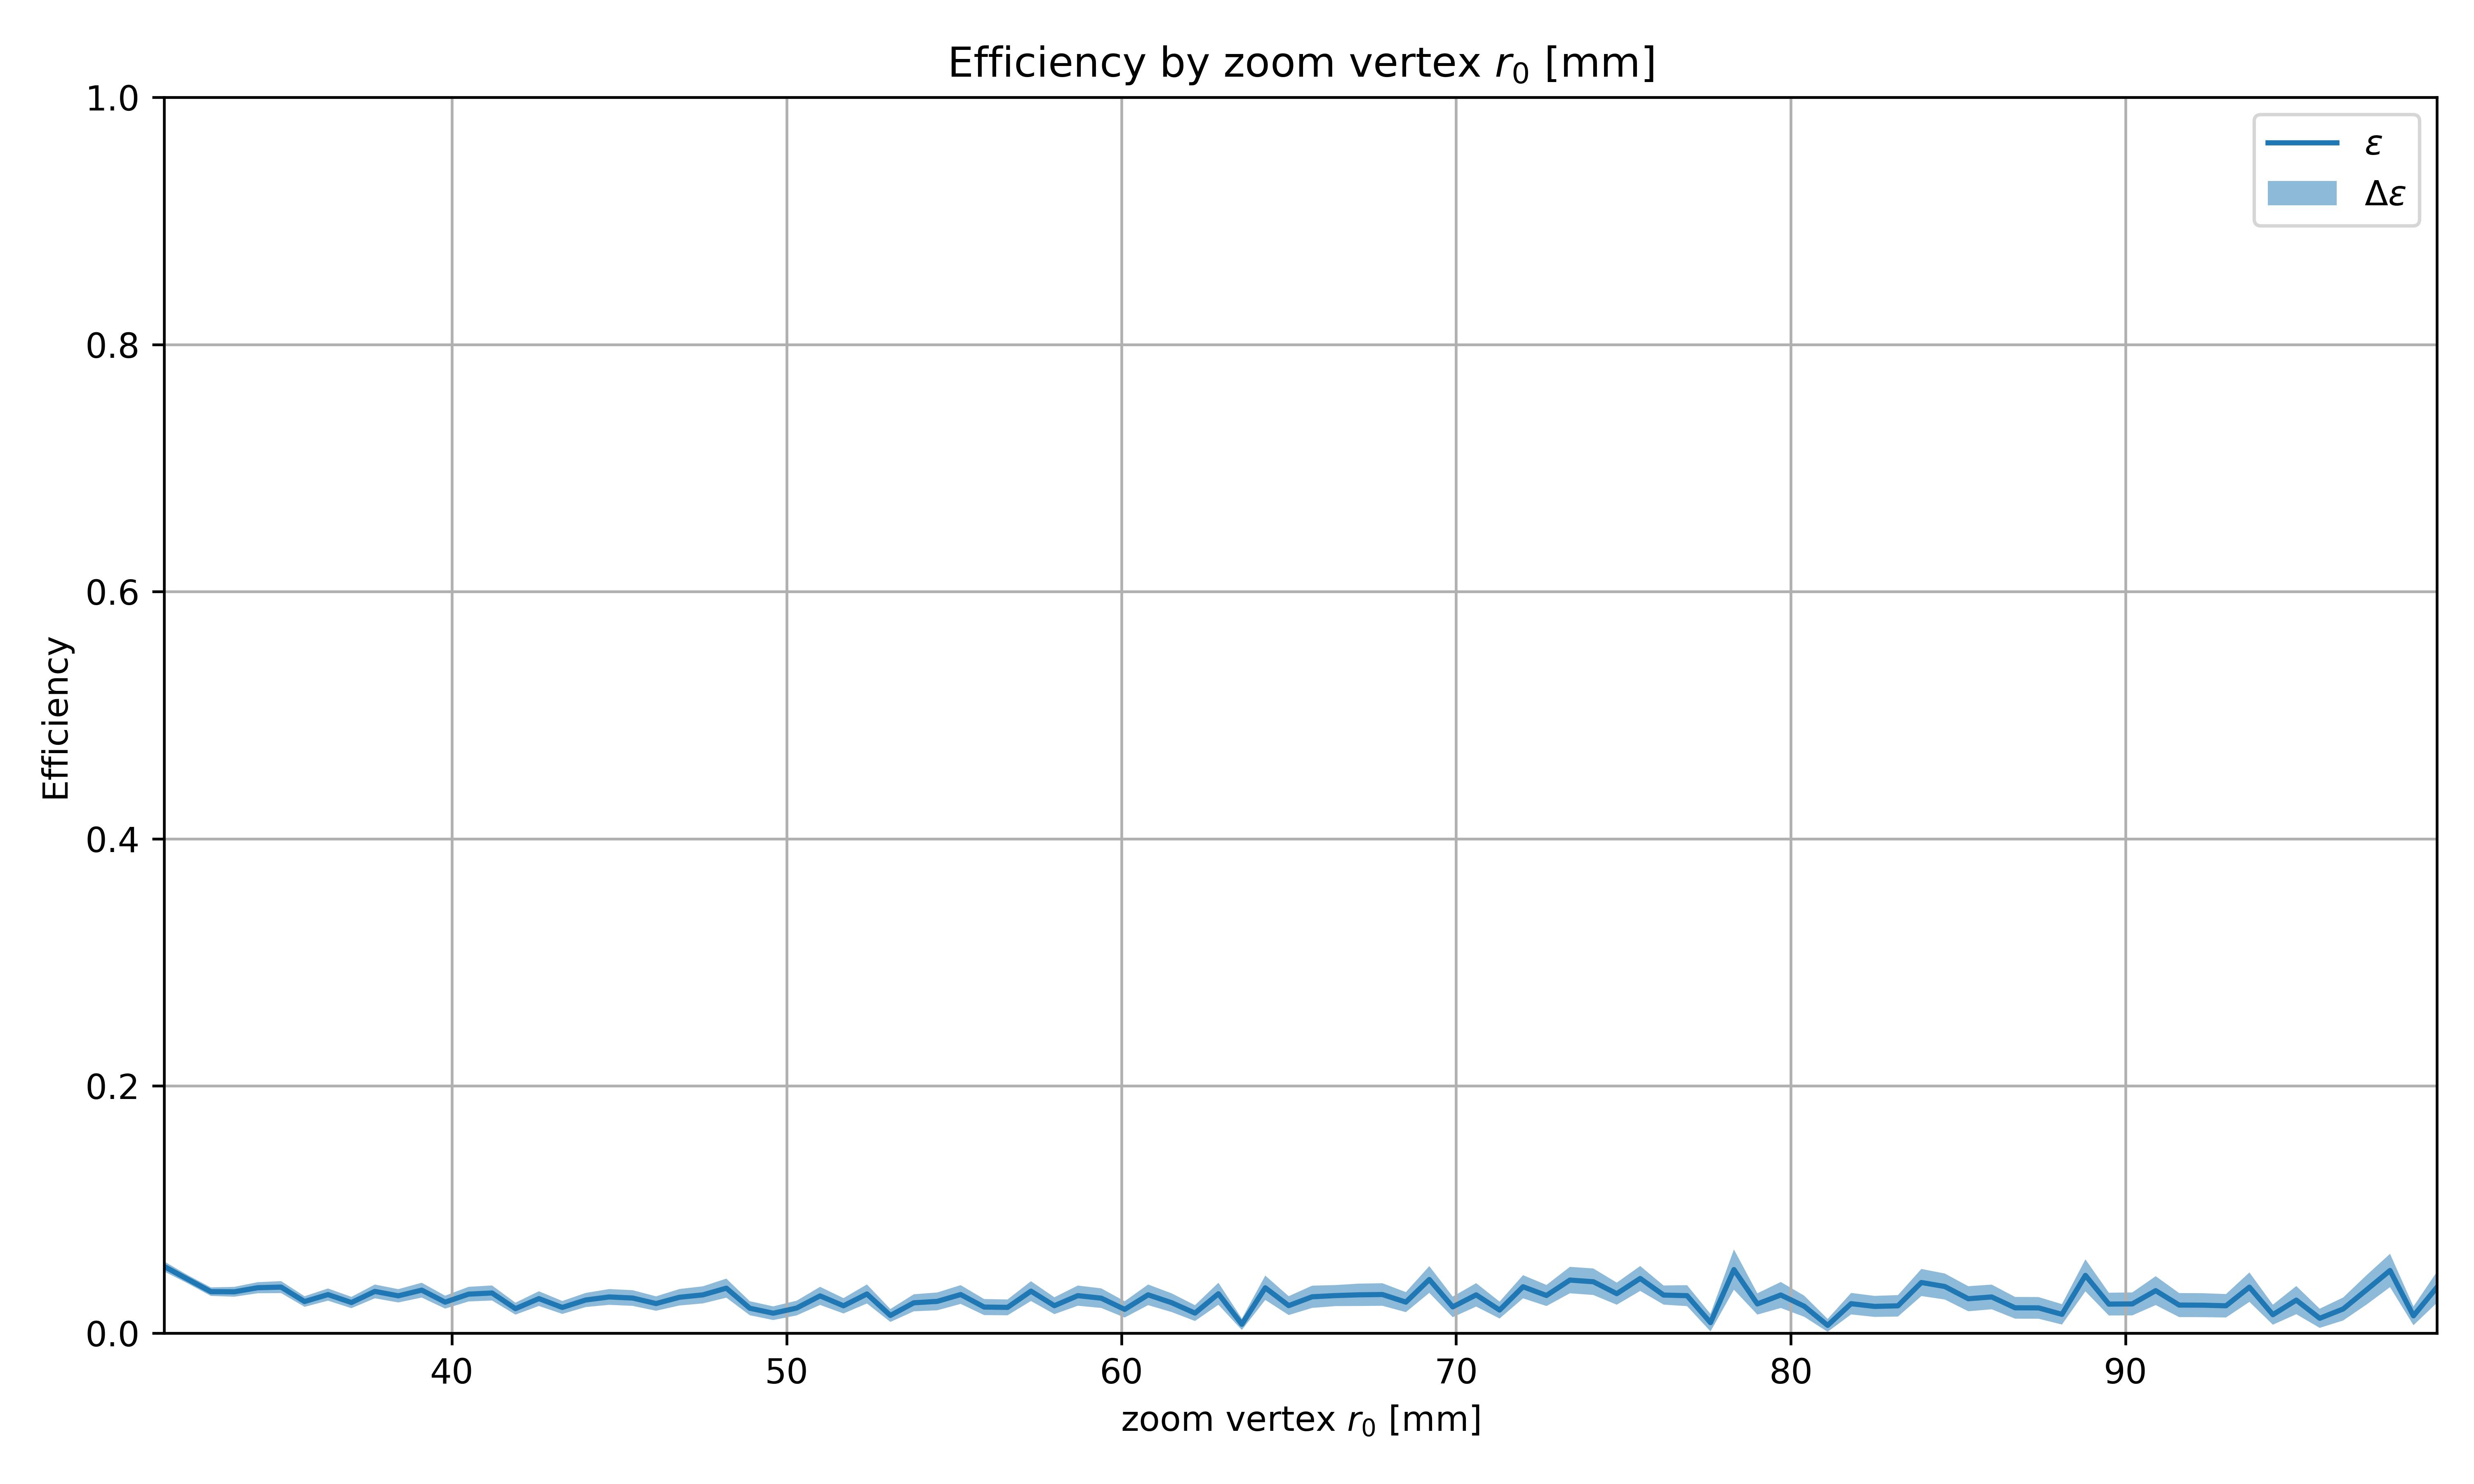 Efficiency by zoom vertex r₀ [mm]
1.0
0.8
0.6
0.4
0.2
0.0
Efficiency
ε
Δε
40 50 60 70 80 90
zoom vertex r₀ [mm]